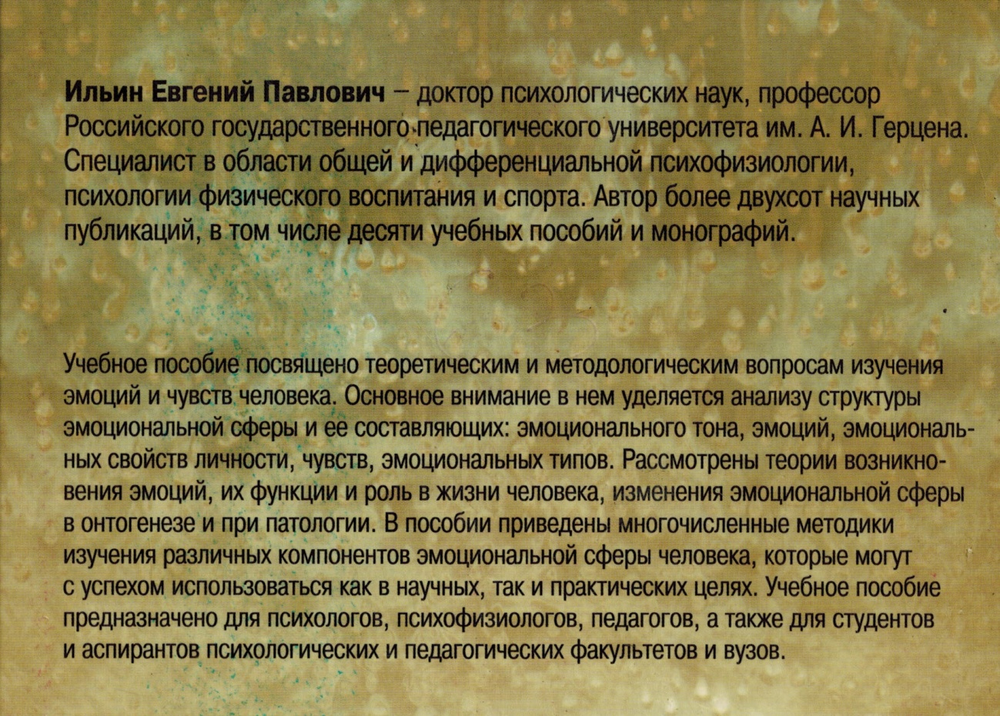 Ильин Евгений Павлович – доктор психологических наук, профессор
Российского государственного педагогического университета им. А. И. Герцена.
Специалист в области общей и дифференциальной психофизиологии,
психологии физического воспитания и спорта. Автор более двухсот научных
публикаций, в том числе десяти учебных пособий и монографий.
Учебное пособие посвящено теоретическим и методологическим вопросам изучения
эмоций и чувств человека. Основное внимание в нем уделяется анализу структуры
эмоциональной сферы и ее составляющих: эмоционального тона, эмоций, эмоциональ-
ных свойств личности, чувств, эмоциональных типов. Рассмотрены теории возникно-
вения эмоций, их функции и роль в жизни человека, изменения эмоциональной сферы
в онтогенезе и при патологии. В пособии приведены многочисленные методики
изучения различных компонентов эмоциональной сферы человека, которые могут
с успехом использоваться как в научных, так и практических целях. Учебное пособие
предназначено для психологов, психофизиологов, педагогов, а также для студентов
и аспирантов психологических и педагогических факультетов и вузов.